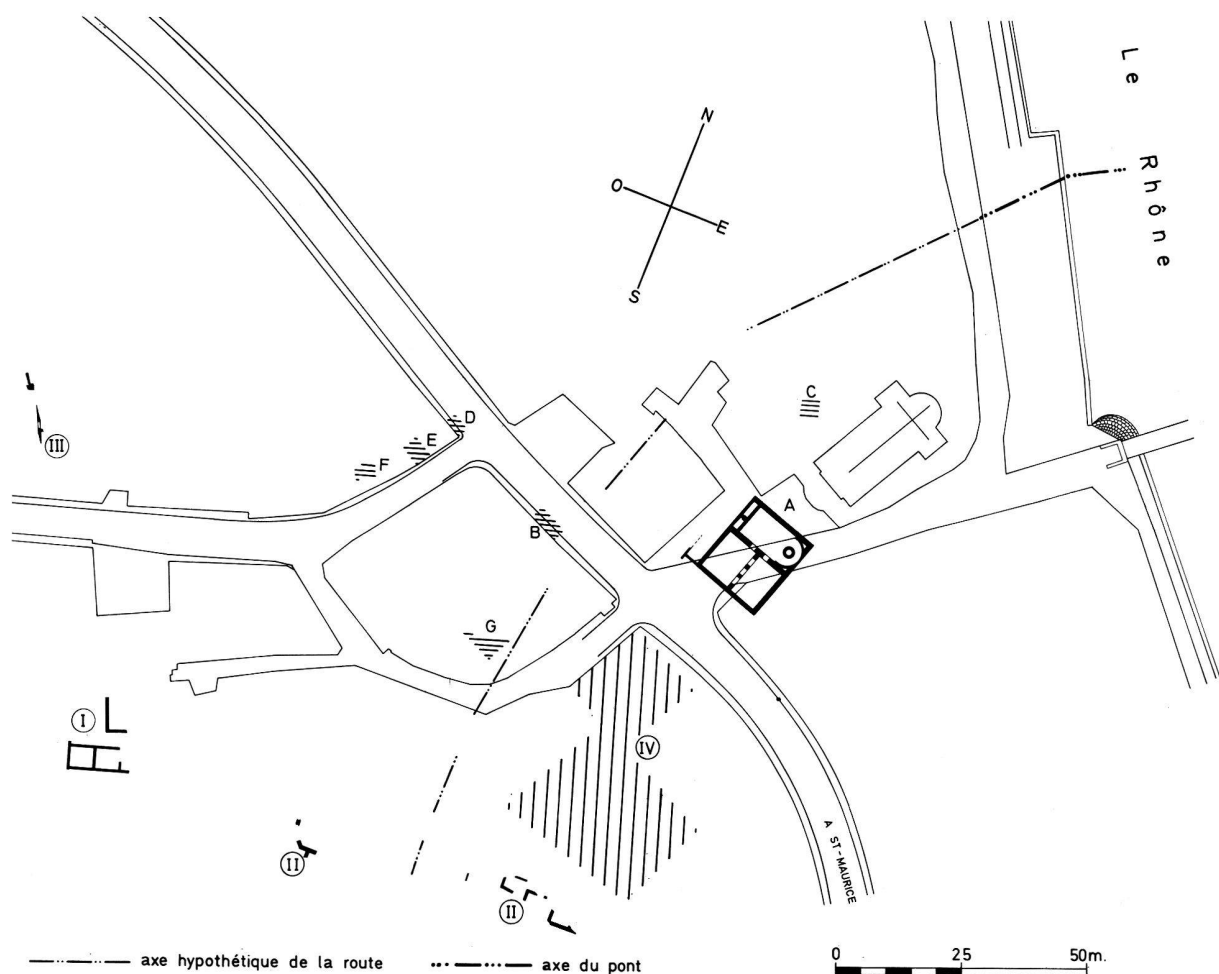 Le Rhône
N
O
E
S
C
D
E
F
III
A
B
G
I
IV
II
II
A ST-MAURICE
axe hypothétique de la route
axe du pont
0 25 50m.